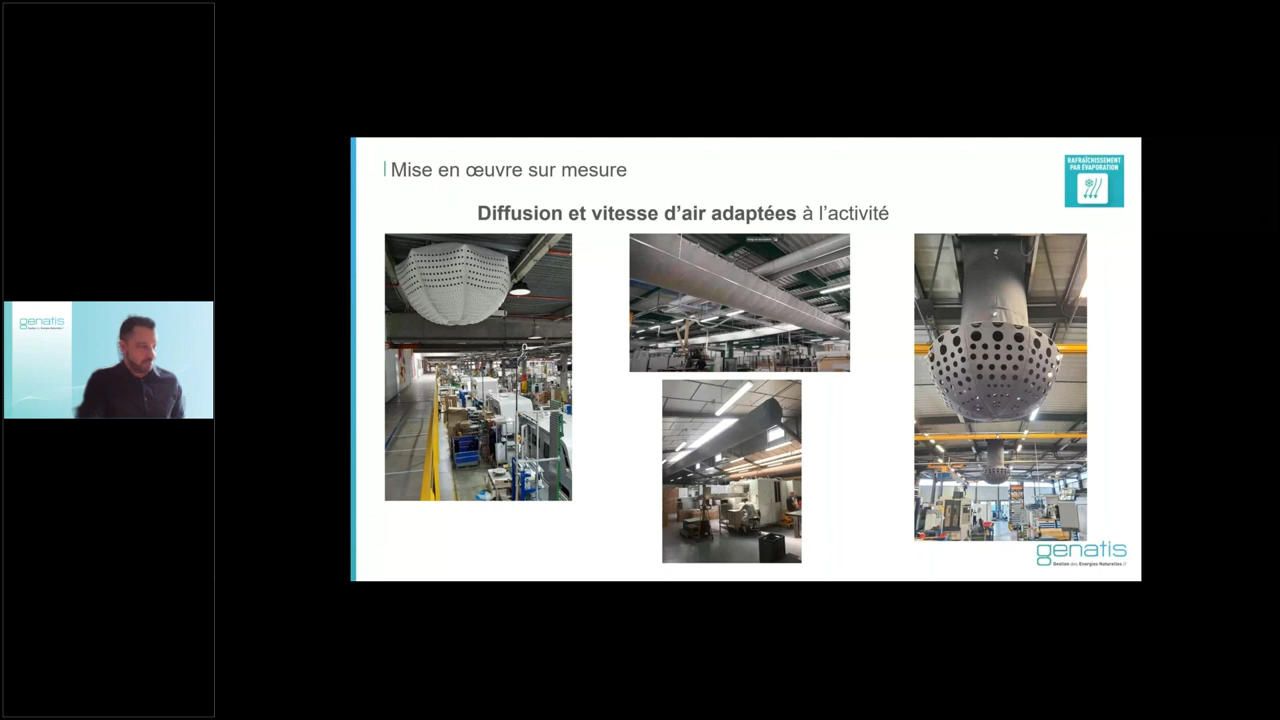 genatis
Mise en œuvre sur mesure
RAFRAÎCHISSEMENT
PAR ÉVAPORATION
Diffusion et vitesse d'air adaptées à l'activité
genatis
Gestion des Energies Naturelles //